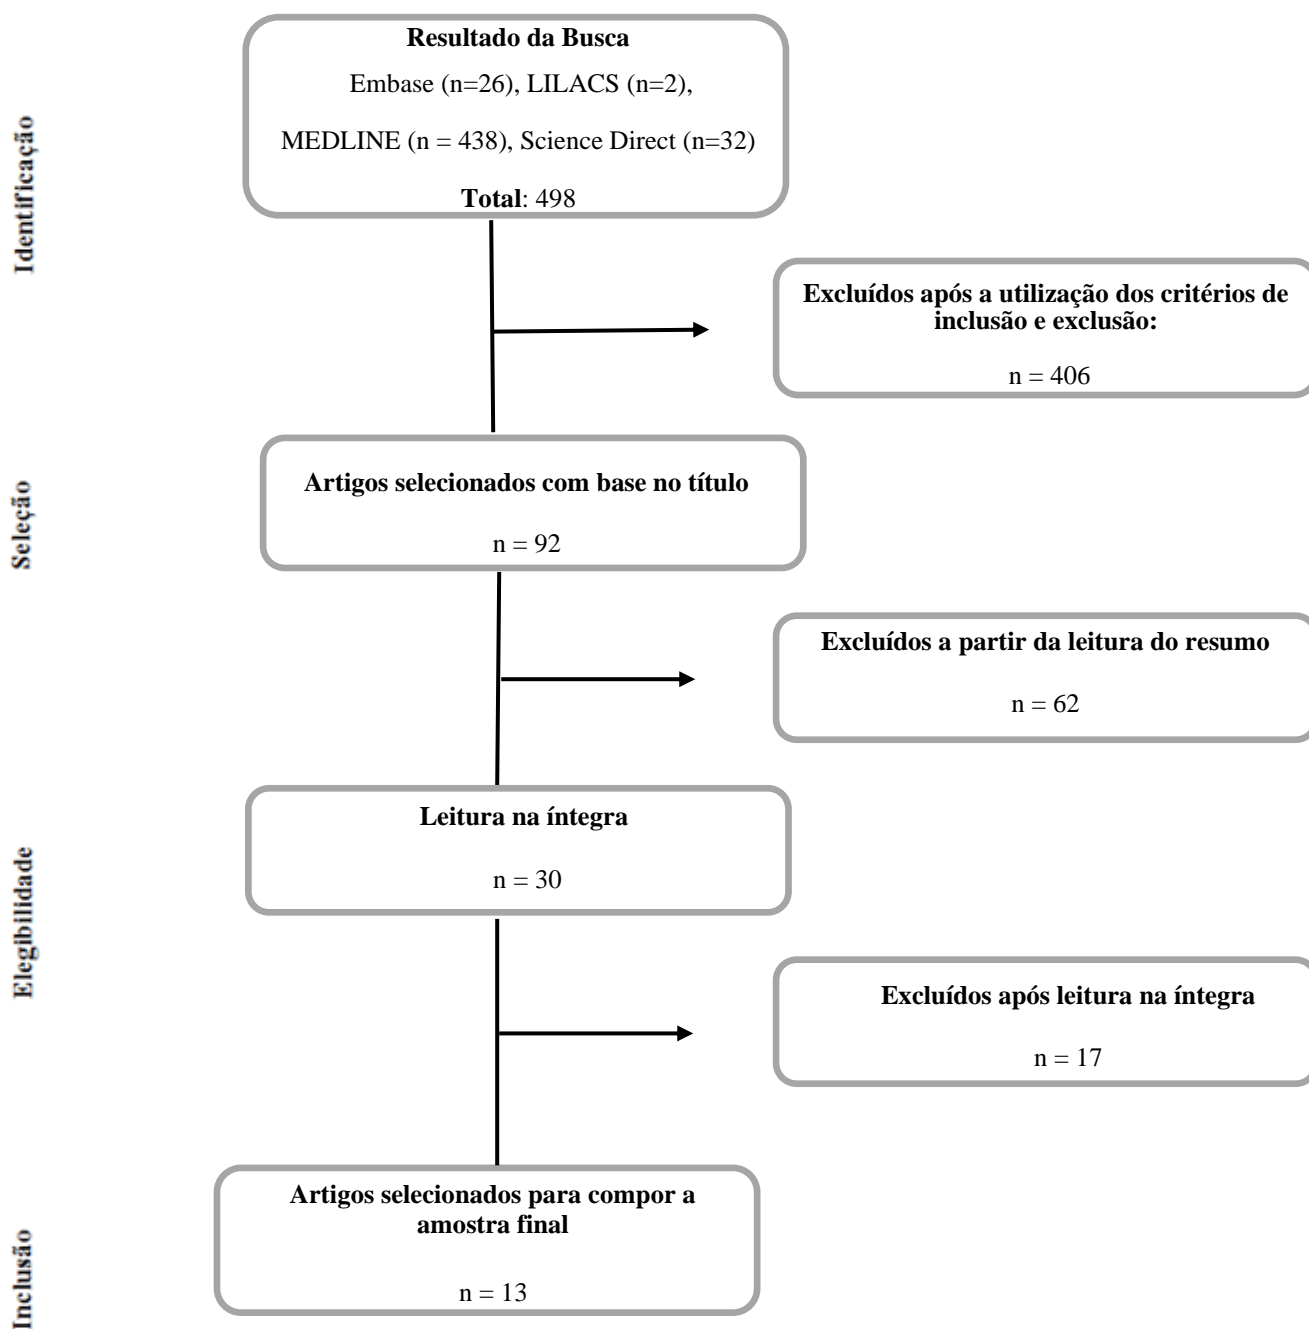 Identificação
Resultado da Busca
Embase (n=26), LILACS (n=2),
MEDLINE (n = 438), Science Direct (n=32)
Total: 498
Excluídos após a utilização dos critérios de
inclusão e exclusão:
n = 406
Seleção
Artigos selecionados com base no título
n = 92
Excluídos a partir da leitura do resumo
n = 62
Elegibilidade
Leitura na íntegra
n = 30
Excluídos após leitura na íntegra
n = 17
Inclusão
Artigos selecionados para compor a
amostra final
n = 13